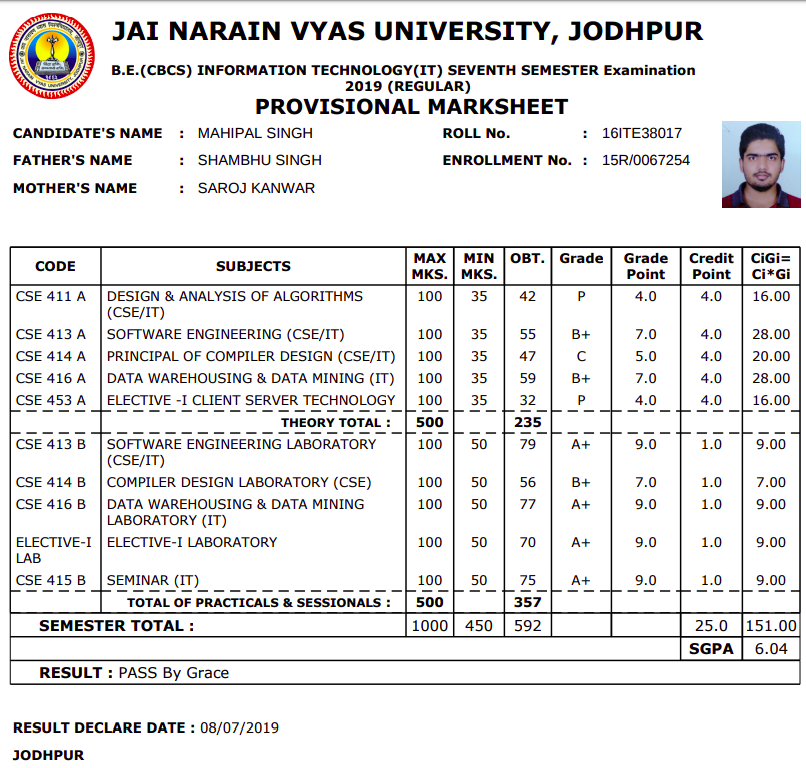 JAI NARAIN VYAS UNIVERSITY, JODHPUR
B.E.(CBCS) INFORMATION TECHNOLOGY(IT) SEVENTH SEMESTER Examination
2019 (REGULAR)
PROVISIONAL MARKSHEET
CANDIDATE'S NAME : MAHIPAL SINGH ROLL No. : 16ITE38017
FATHER'S NAME : SHAMBHU SINGH ENROLLMENT No. : 15R/0067254
MOTHER'S NAME : SAROJ KANWAR
CODE SUBJECTS MAX MKS. MIN MKS. OBT. Grade Grade Point Credit Point CiGi= Ci*Gi
CSE 411 A DESIGN & ANALYSIS OF ALGORITHMS 100 35 42 P 4.0 4.0 16.00
(CSE/IT)
CSE 413 A SOFTWARE ENGINEERING (CSE/IT) 100 35 55 B+ 7.0 4.0 28.00
CSE 414 A PRINCIPAL OF COMPILER DESIGN (CSE/IT) 100 35 47 C 5.0 4.0 20.00
CSE 416 A DATA WAREHOUSING & DATA MINING (IT) 100 35 59 B+ 7.0 4.0 28.00
CSE 453 A ELECTIVE -I CLIENT SERVER TECHNOLOGY 100 35 32 P 4.0 4.0 16.00
THEORY TOTAL : 500 235
CSE 413 B SOFTWARE ENGINEERING LABORATORY 100 50 79 A+ 9.0 1.0 9.00
(CSE/IT)
CSE 414 B COMPILER DESIGN LABORATORY (CSE) 100 50 56 B+ 7.0 1.0 7.00
CSE 416 B DATA WAREHOUSING & DATA MINING 100 50 77 A+ 9.0 1.0 9.00
LABORATORY (IT)
ELECTIVE-I ELECTIVE-I LABORATORY 100 50 70 A+ 9.0 1.0 9.00
LAB
CSE 415 B SEMINAR (IT) 100 50 75 A+ 9.0 1.0 9.00
TOTAL OF PRACTICALS & SESSIONALS : 500 357
SEMESTER TOTAL : 1000 450 592 25.0 151.00
SGPA 6.04
RESULT : PASS By Grace
RESULT DECLARE DATE : 08/07/2019
JODHPUR